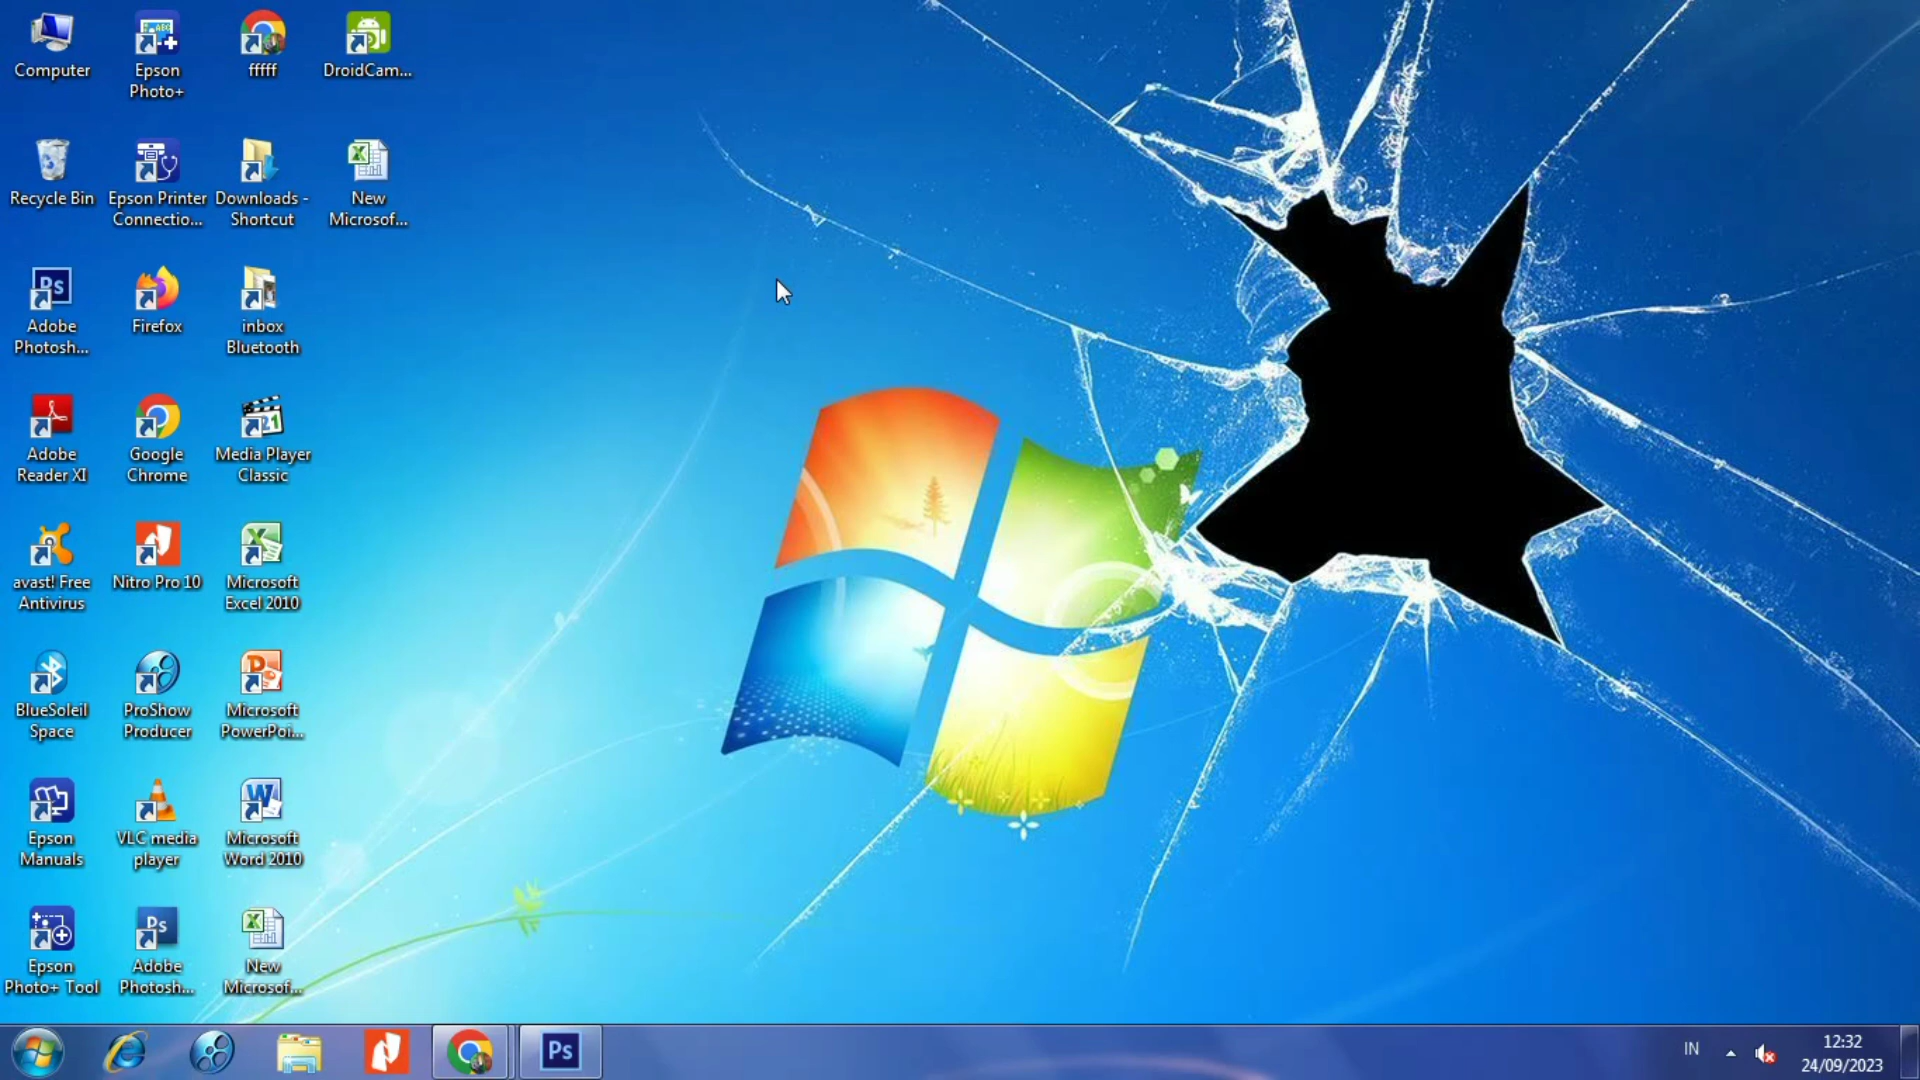 Computer
Epson
Photo+
fffff
DroidCam...
Recycle Bin
Epson Printer
Connectio...
Downloads -
Shortcut
New
Microsof...
Ps
Adobe
Photosh...
Firefox
inbox
Bluetooth
Adobe
Reader XI
Google
Chrome
21
Media Player
Classic
avast! Free
Antivirus
Nitro Pro 10
Microsoft
Excel 2010
BlueSoleil
Space
ProShow
Producer
Microsoft
PowerPoi...
Epson
Manuals
VLC media
player
Microsoft
Word 2010
Epson
Photo+ Tool
Ps
Adobe
Photosh...
New
Microsof...
Ps
IN
12:32
24/09/2023